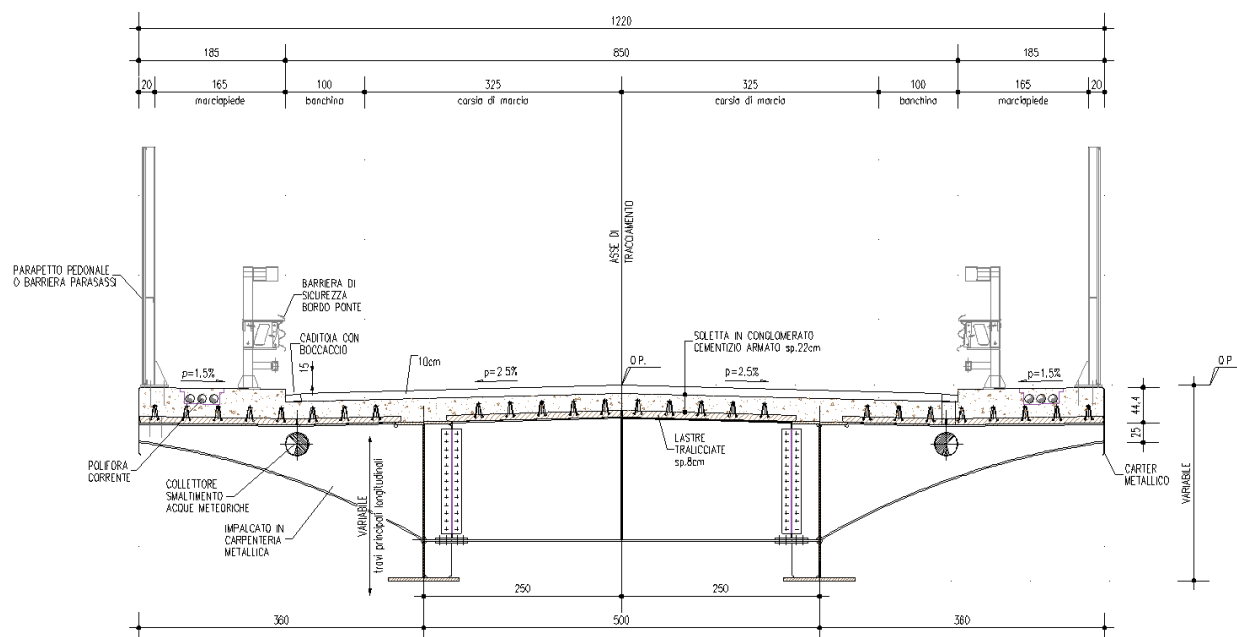 1220
185
850
185
20
165
100
325
325
100
165
20
marciapiede
banchina
corsia di marcia
corsia di marcia
banchina
marciapiede
ASSE DI
TRACCIAMENTO
PARAPETTO PEDONALE
O BARRIERA PARASASSI
BARRIERA DI
SICUREZZA
BORDO PONTE
CADITOIA CON
BOCCACCIO
SOLETTA IN CONGLOMERATO
CEMENTIZIO ARMATO sp.22cm
15
10cm
O P.
O P
p=1,5%
p=2 5%
p=2,5%
p=1,5%
44,4
25
LASTRE
TRALICCIATE
sp.8cm
POLIFORA
CORRENTE
COLLETTORE
SMALTIMENTO
ACQUE METEORICHE
IMPALCATO IN
CARPENTERIA
METALLICA
VARIABILE
travi principali longitudinali
CARTER
METALLICO
VARIABILE
250
250
360
500
360